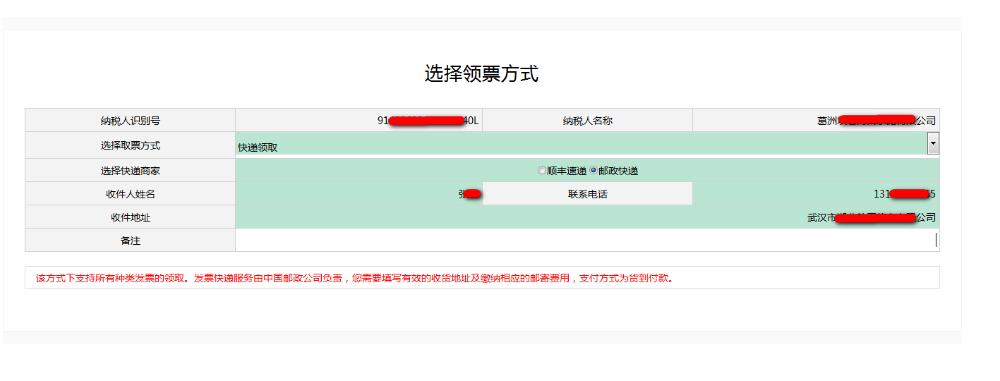 选择领票方式
纳税人识别号 91 40L 纳税人名称 葛洲 公司
选择取票方式 快递领取
选择快递商家 顺丰速递 邮政快递
收件人姓名 张 联系电话 131 55
收件地址 武汉市 公司
备注
该方式下支持所有种类发票的领取。发票快递服务由中国邮政公司负责，您需要填写有效的收货地址及缴纳相应的邮寄费用，支付方式为货到付款。